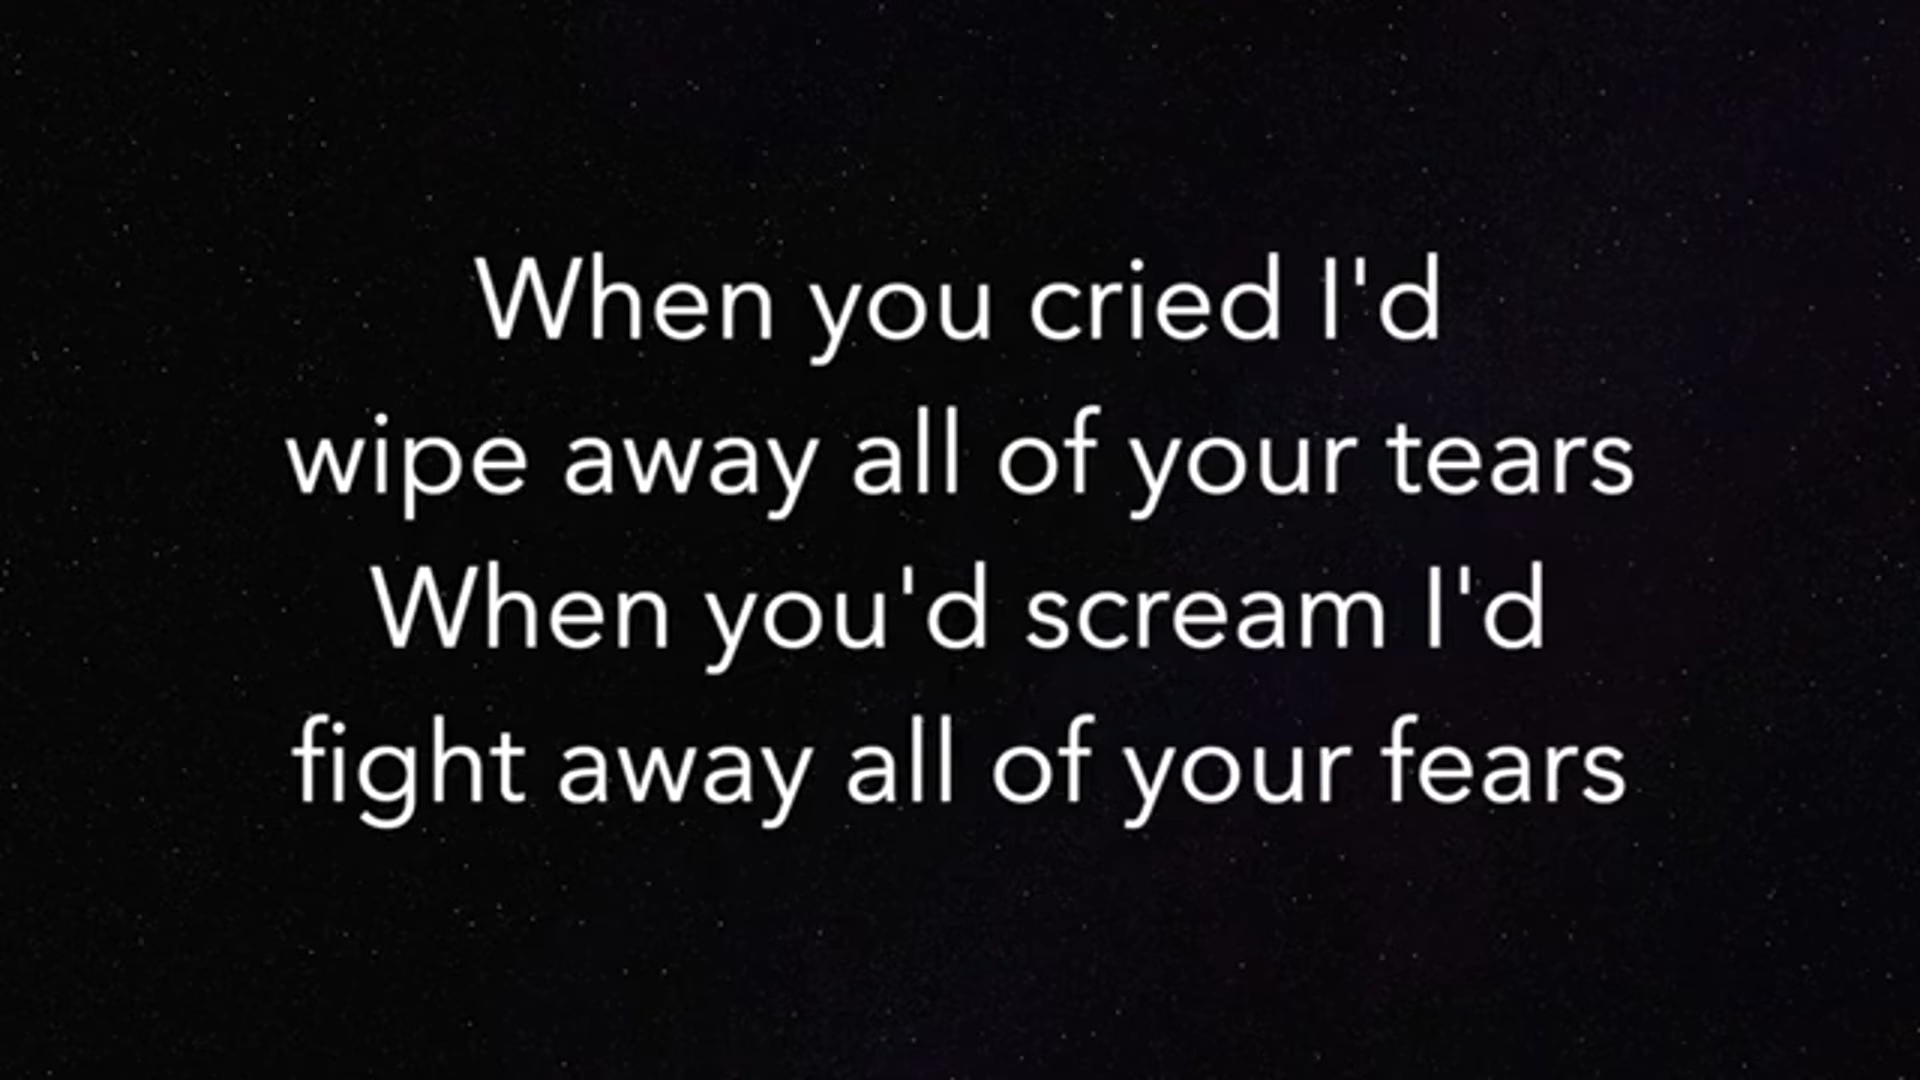 When you cried I'd
wipe away all of your tears
When you'd scream I'd
fight away all of your fears